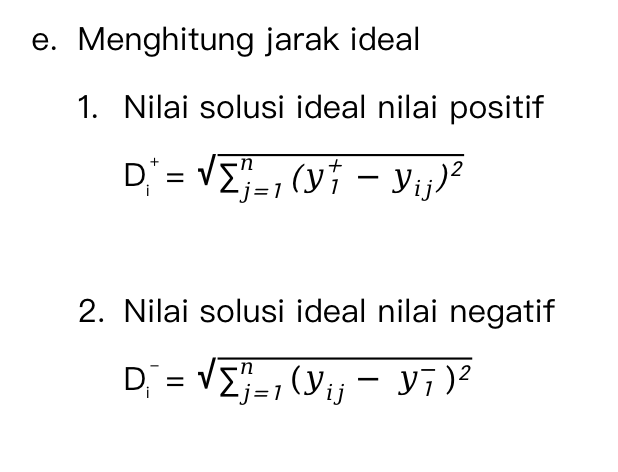 e. Menghitung jarak ideal
1. Nilai solusi ideal nilai positif
Dᵢ⁺ = √∑ⁿⱼ₌₁ (y₁⁺ − yᵢⱼ)²
2. Nilai solusi ideal nilai negatif
Dᵢ⁻ = √∑ⁿⱼ₌₁ (yᵢⱼ − y₁⁻ )²